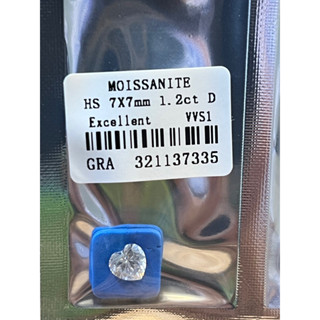 MOISSANITE
HS 7X7mm 1.2ct D
Excellent VVS1
GRA 321137335